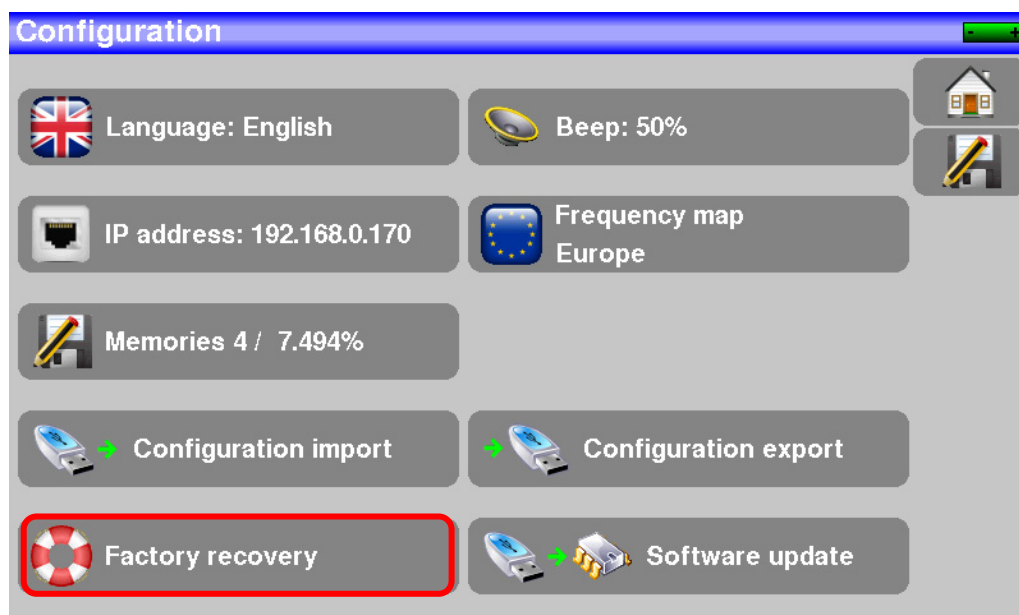 Configuration
- +
Language: English
Beep: 50%
IP address: 192.168.0.170
Frequency map
Europe
Memories 4 / 7.494%
Configuration import
Configuration export
Factory recovery
Software update